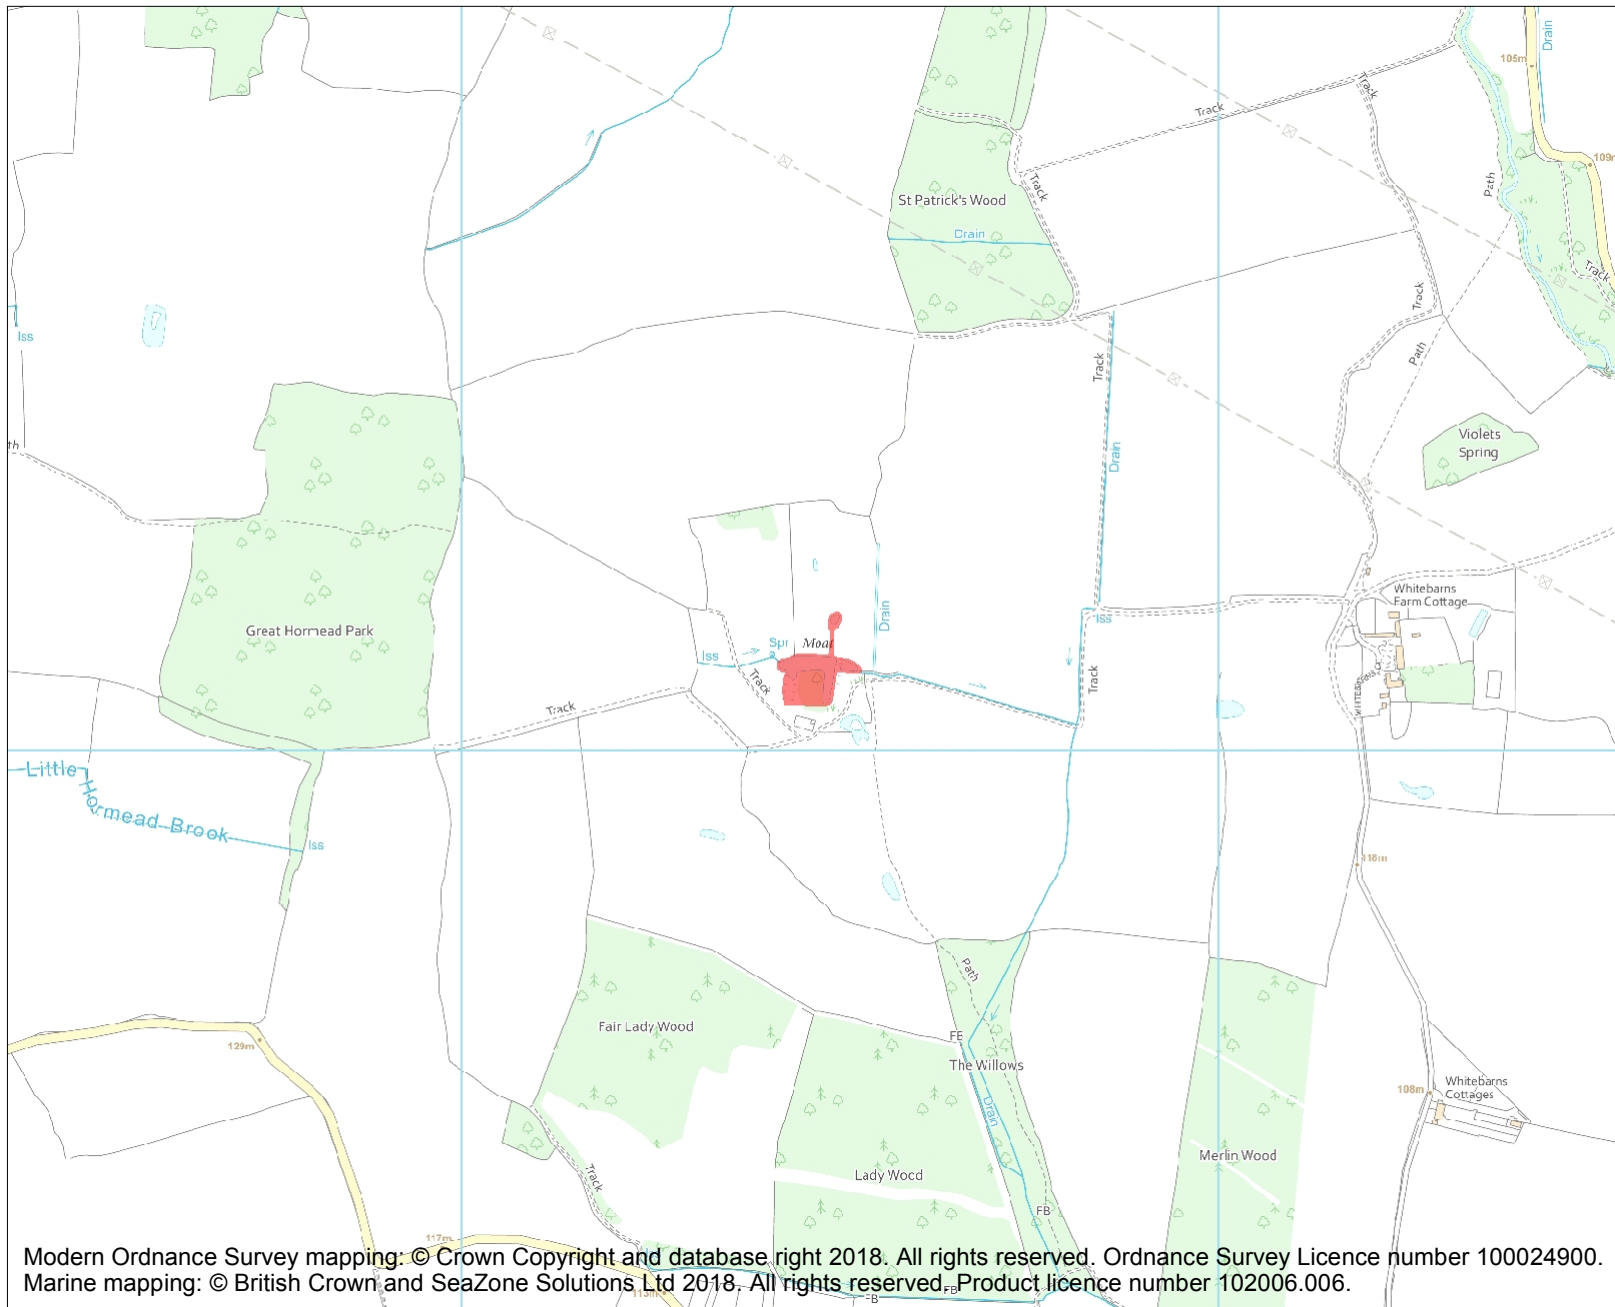 Drain
105m
Track
Track
109m
Path
St Patrick's Wood
Track
Drain
Track
Track
Iss
Path
Track
Drain
Violets
Spring
Whitebarns
Farm Cottage
Great Hormead Park
Drain
Iss
Moat
Iss
Track
Track
Track
Little Hormead Brook
Iss
118m
Path
129m
Fair Lady Wood
The Willows
Drain
108m
Whitebarns
Cottages
Merlin Wood
Lady Wood
Track
FB
117m
113m
FB
FB
Modern Ordnance Survey mapping: © Crown Copyright and database right 2018. All rights reserved. Ordnance Survey Licence number 100024900.
Marine mapping: © British Crown and SeaZone Solutions Ltd 2018. All rights reserved. Product licence number 102006.006.